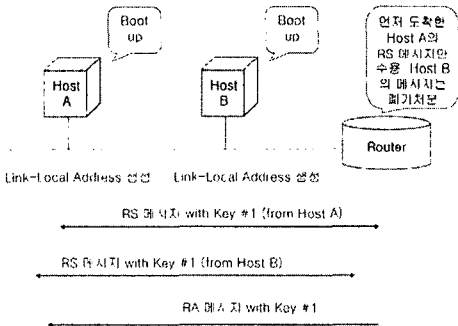 Boot
up
Boot
up
먼저 도착한
Host A의
RS 메시지만
수용 Host B
의 메시지는
폐기처분
Host
A
Host
B
Router
Link-Local Address 생성
Link-Local Address 생성
RS 메시지 with Key #1 (from Host A)
RS 메시지 with Key #1 (from Host B)
RA 메시지 with Key #1